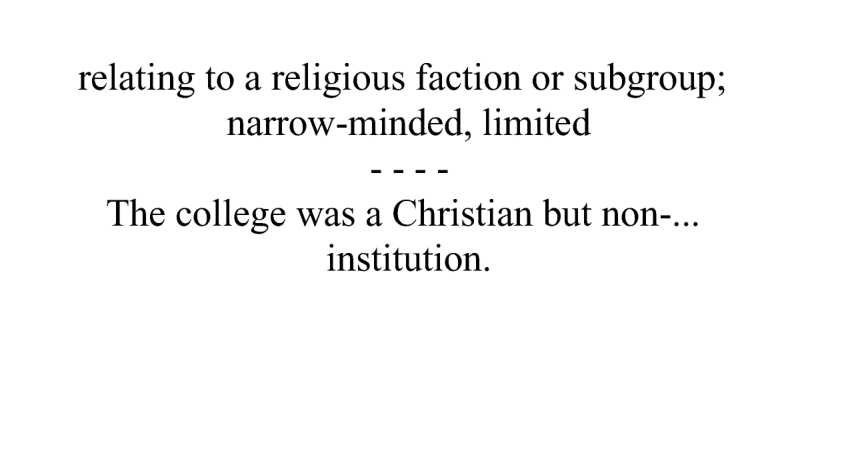 relating to a religious faction or subgroup;
narrow-minded, limited
- - - -
The college was a Christian but non-...
institution.